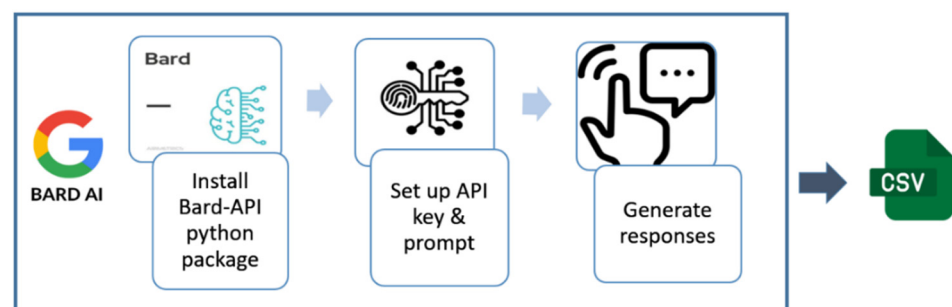 Bard
BARD AI
Install
Bard-API
python
package
Set up API
key &
prompt
Generate
responses
CSV